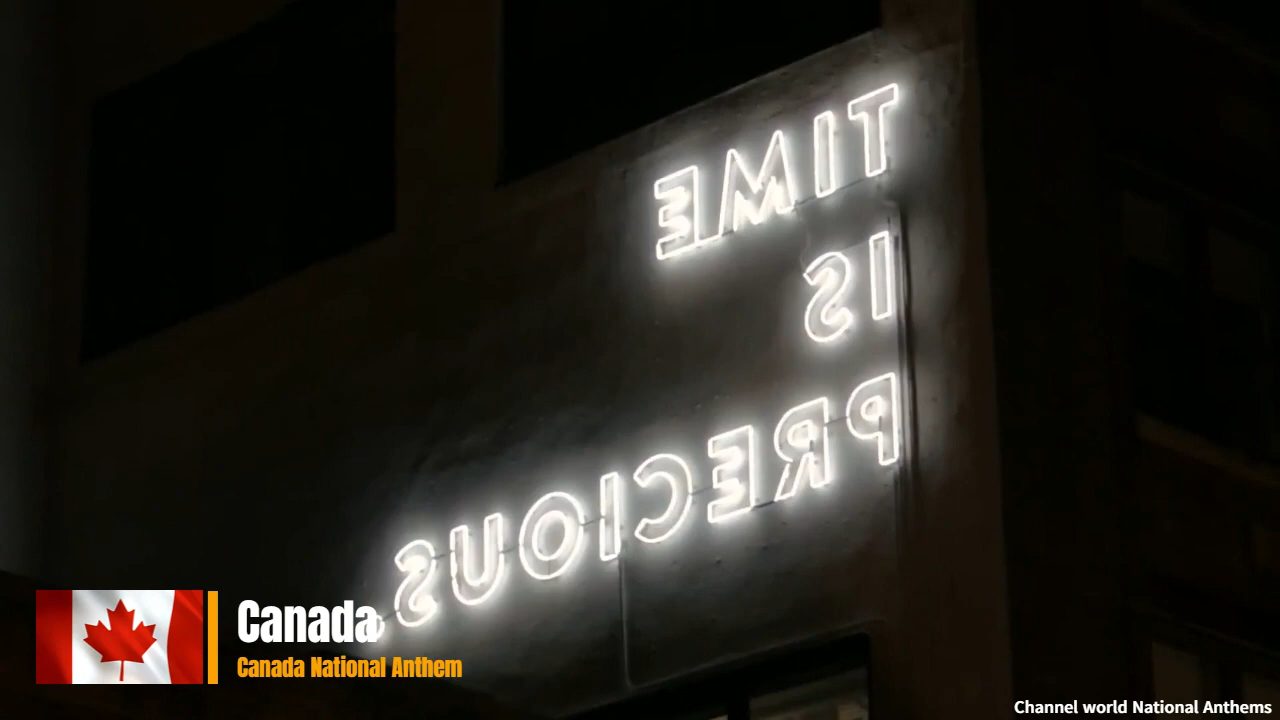 TIME
IS
PRECIOUS
Canada
Canada National Anthem
Channel world National Anthems